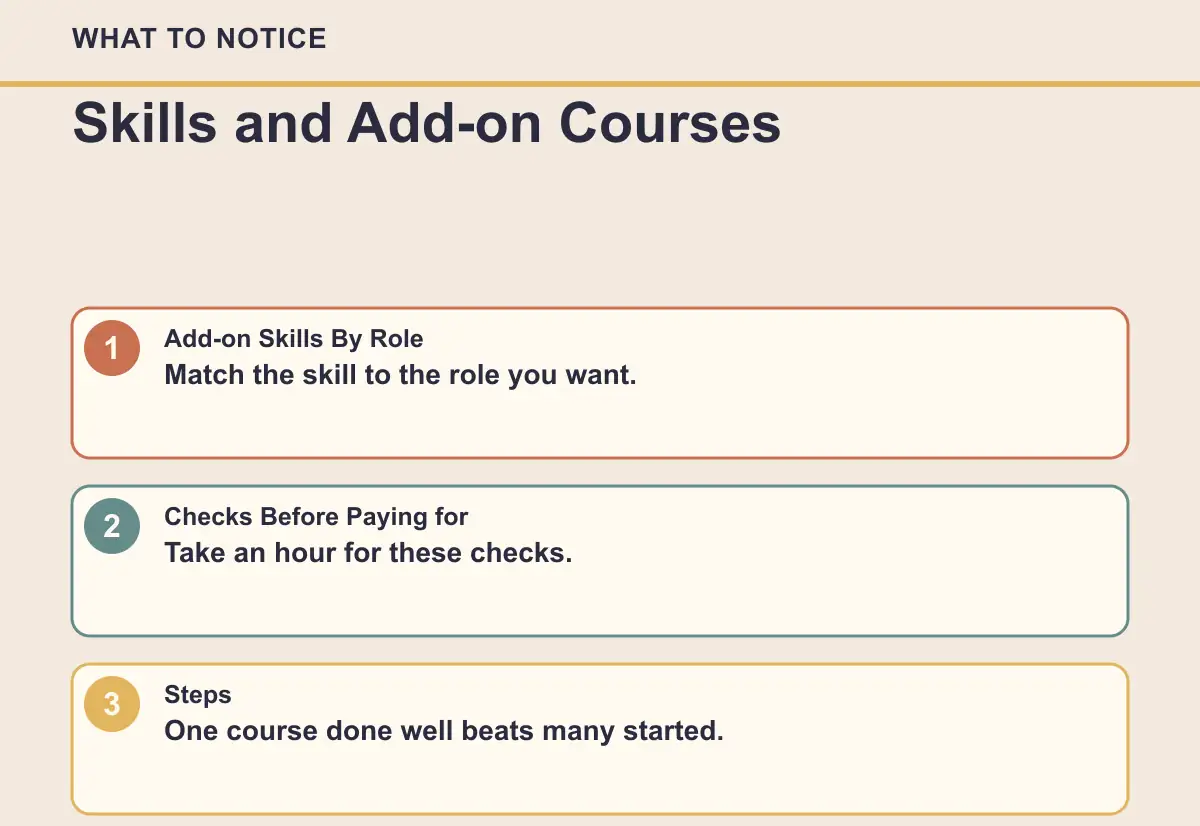 WHAT TO NOTICE
Skills and Add-on Courses
1
Add-on Skills By Role
Match the skill to the role you want.
2
Checks Before Paying for
Take an hour for these checks.
3
Steps
One course done well beats many started.